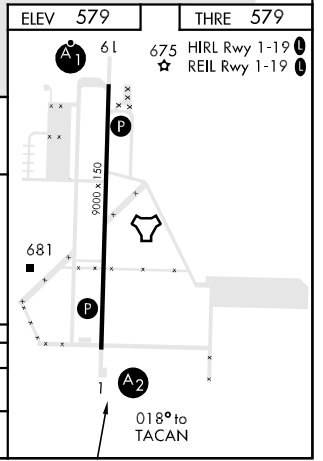 ELEV 579
THRE 579
A1
19
675
HIRL Rwy 1-19 L
REIL Rwy 1-19 L
P
9000 x 150
681
P
1
A2
018° to
TACAN